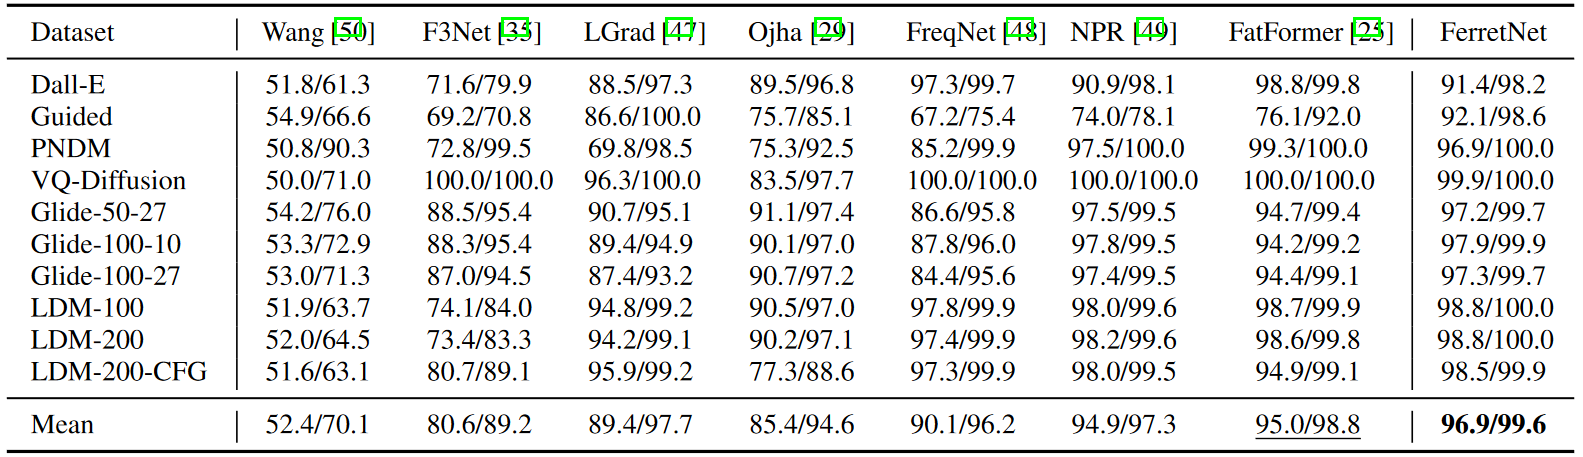 Dataset Wang [50] F3Net [35] LGrad [47] Ojha [29] FreqNet [48] NPR [49] FatFormer [25] FerretNet
Dall-E 51.8/61.3 71.6/79.9 88.5/97.3 89.5/96.8 97.3/99.7 90.9/98.1 98.8/99.8 91.4/98.2
Guided 54.9/66.6 69.2/70.8 86.6/100.0 75.7/85.1 67.2/75.4 74.0/78.1 76.1/92.0 92.1/98.6
PNDM 50.8/90.3 72.8/99.5 69.8/98.5 75.3/92.5 85.2/99.9 97.5/100.0 99.3/100.0 96.9/100.0
VQ-Diffusion 50.0/71.0 100.0/100.0 96.3/100.0 83.5/97.7 100.0/100.0 100.0/100.0 100.0/100.0 99.9/100.0
Glide-50-27 54.2/76.0 88.5/95.4 90.7/95.1 91.1/97.4 86.6/95.8 97.5/99.5 94.7/99.4 97.2/99.7
Glide-100-10 53.3/72.9 88.3/95.4 89.4/94.9 90.1/97.0 87.8/96.0 97.8/99.5 94.2/99.2 97.9/99.9
Glide-100-27 53.0/71.3 87.0/94.5 87.4/93.2 90.7/97.2 84.4/95.6 97.4/99.5 94.4/99.1 97.3/99.7
LDM-100 51.9/63.7 74.1/84.0 94.8/99.2 90.5/97.0 97.8/99.9 98.0/99.6 98.7/99.9 98.8/100.0
LDM-200 52.0/64.5 73.4/83.3 94.2/99.1 90.2/97.1 97.4/99.9 98.2/99.6 98.6/99.8 98.8/100.0
LDM-200-CFG 51.6/63.1 80.7/89.1 95.9/99.2 77.3/88.6 97.3/99.9 98.0/99.5 94.9/99.1 98.5/99.9
Mean 52.4/70.1 80.6/89.2 89.4/97.7 85.4/94.6 90.1/96.2 94.9/97.3 95.0/98.8 96.9/99.6